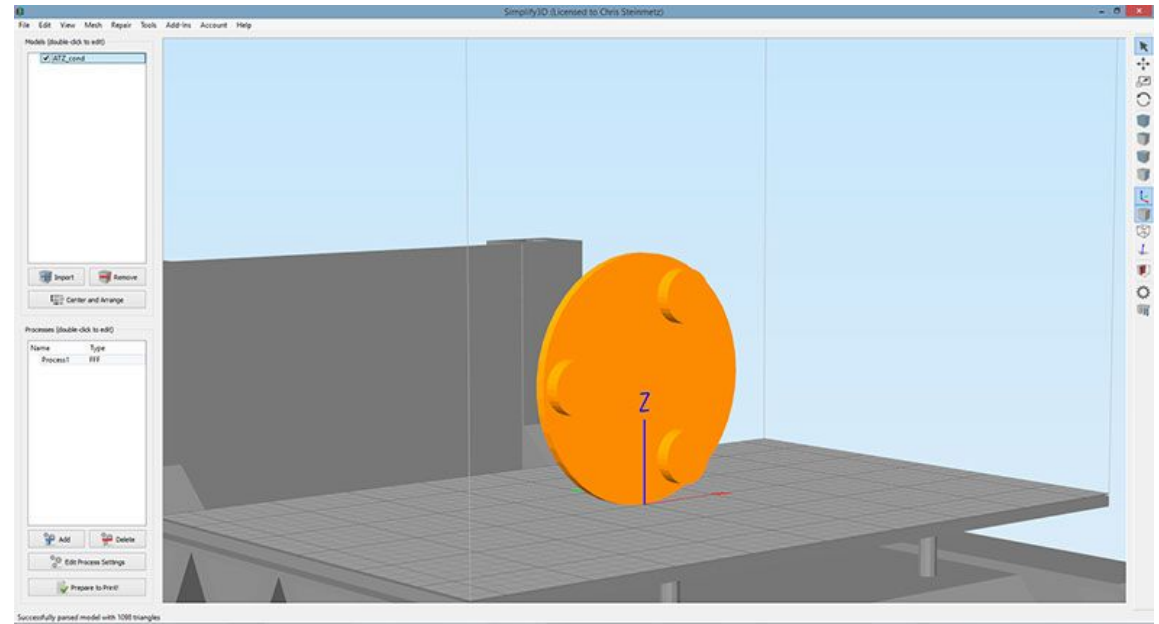 Simplify3D (Licensed to Chris Steinmetz)
File Edit View Mesh Repair Tools Add-Ins Account Help
Models (double-click to edit)
ATZ_cond
Import Remove
Center and Arrange
Processes (double-click to edit)
Name Type
Process1 FFF
Z
Add Delete
Edit Process Settings
Prepare to Print!
Successfully parsed model with 1098 triangles